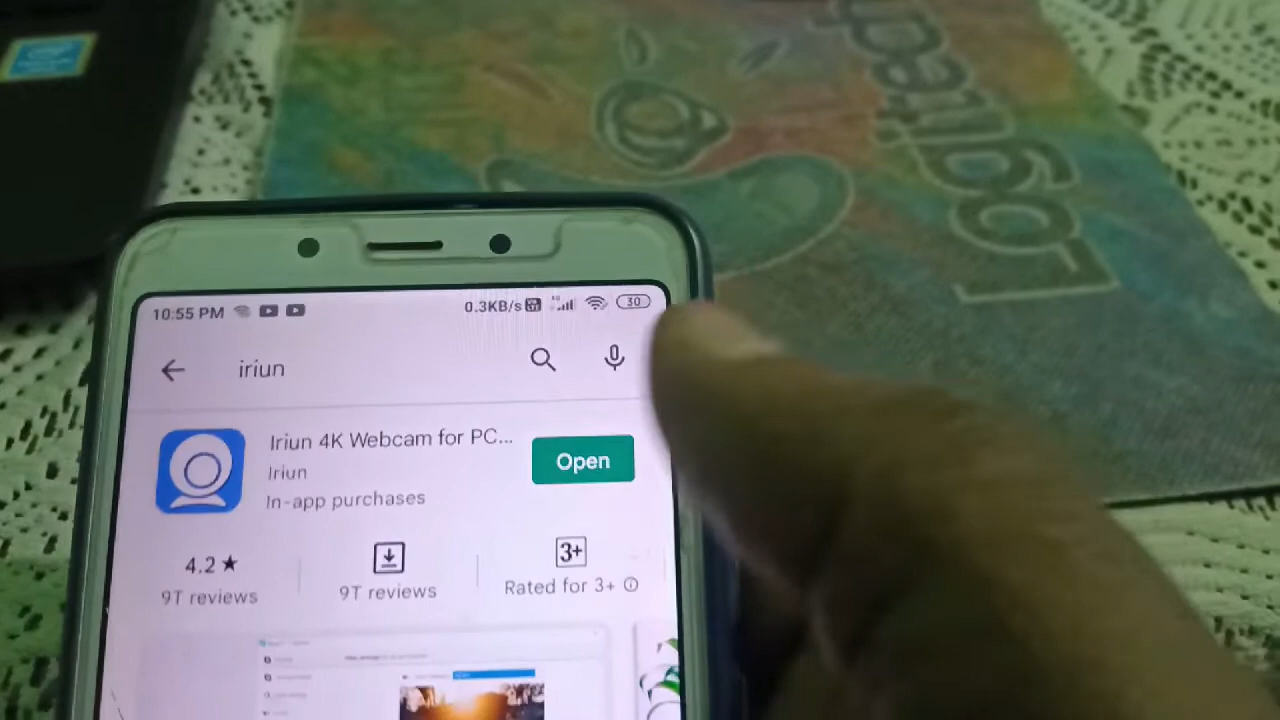 Logitech
10:55 PM 0.3KB/s 30
iriun
Iriun 4K Webcam for PC...
Iriun
Open
In-app purchases
4.2★
3+
9T reviews
9T reviews
Rated for 3+